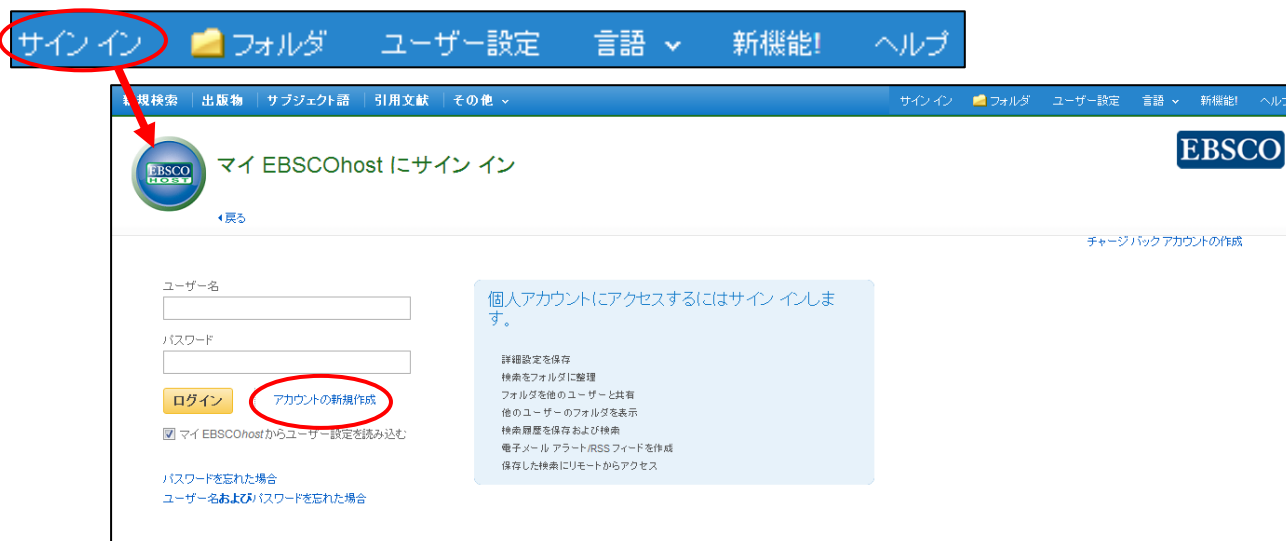 サイン イン フォルダ ユーザー設定 言語 新機能! ヘルプ
新規検索 出版物 サブジェクト語 引用文献 その他 サイン イン フォルダ ユーザー設定 言語 新機能!
EBSCO
HOST
マイ EBSCOhost にサイン イン
EBSCO
戻る
チャージ バック アカウントの作成
ユーザー名
パスワード
ログイン アカウントの新規作成
マイ EBSCOhostからユーザー設定を読み込む
パスワードを忘れた場合
ユーザー名およびパスワードを忘れた場合
個人アカウントにアクセスするにはサイン インしま
す。
詳細設定を保存
検索をフォルダに整理
フォルダを他のユーザーと共有
他のユーザーのフォルダを表示
検索履歴を保存および検索
電子メール アラート/RSS フィードを作成
保存した検索にリモートからアクセス